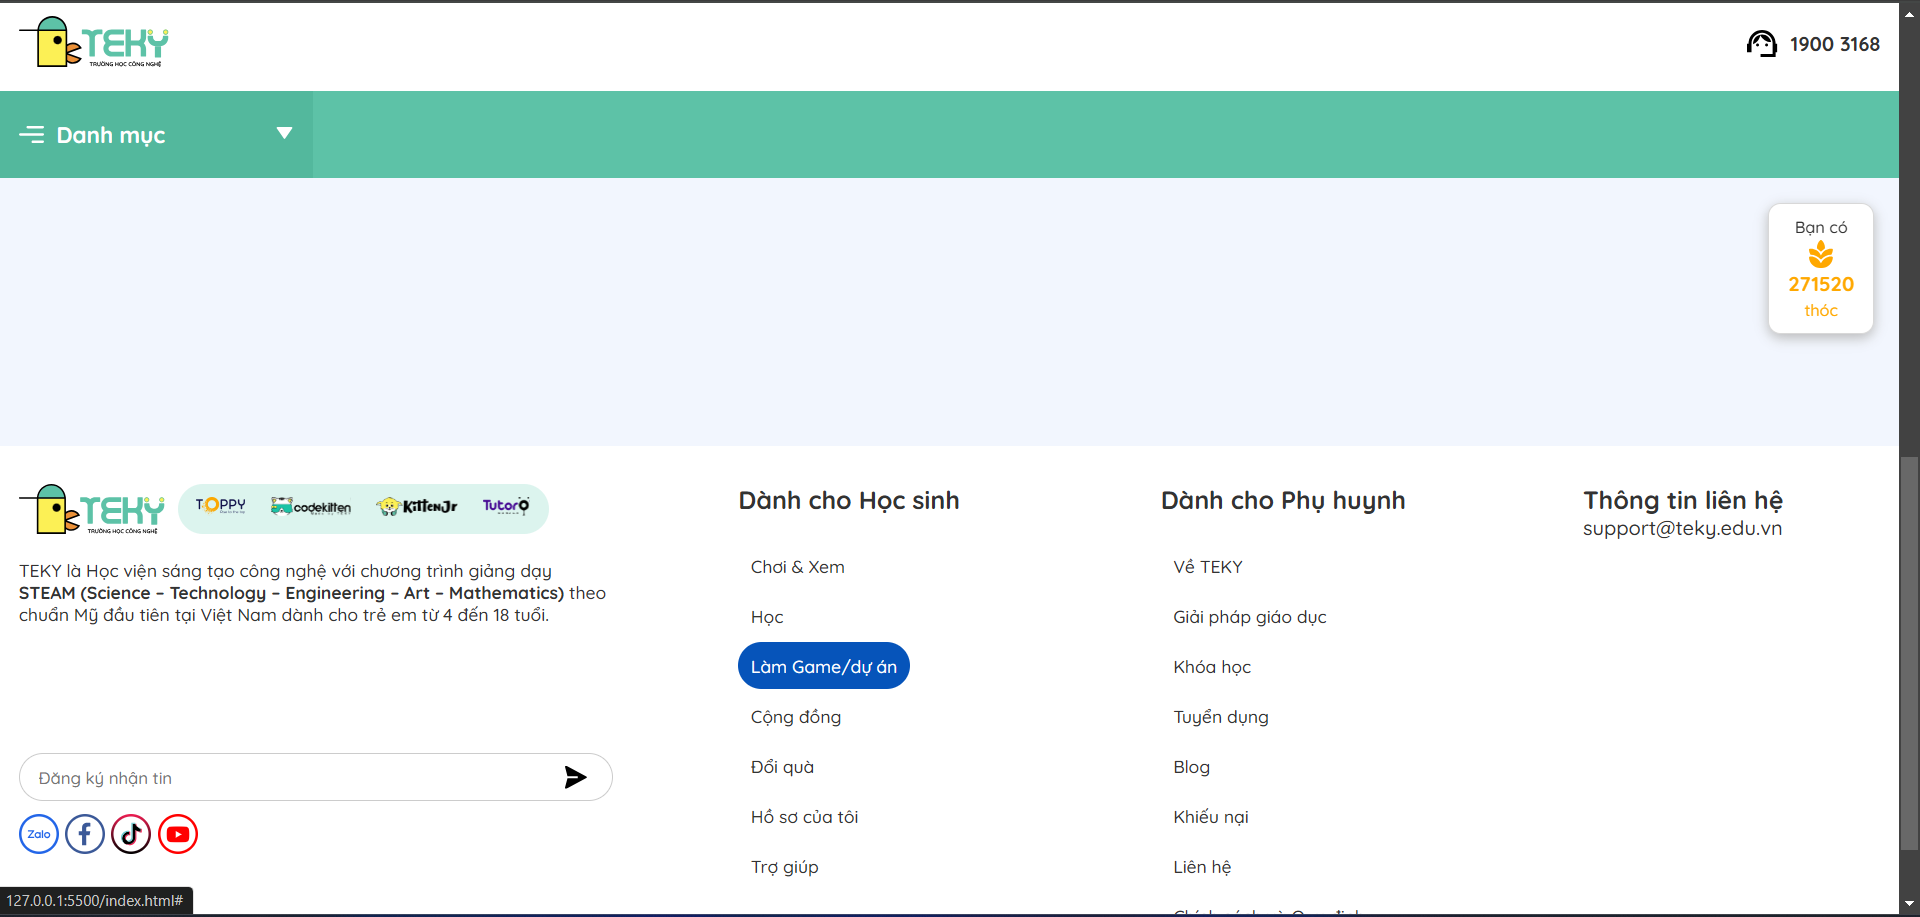 TEKY
TRƯỜNG HỌC CÔNG NGHỆ
1900 3168
Danh mục
Bạn có
271520
thóc
TEKY
TRƯỜNG HỌC CÔNG NGHỆ
TOPPY
codekitten
KittenJr
Tutoro
TEKY là Học viện sáng tạo công nghệ với chương trình giảng dạy
STEAM (Science – Technology – Engineering – Art – Mathematics) theo
chuẩn Mỹ đầu tiên tại Việt Nam dành cho trẻ em từ 4 đến 18 tuổi.
Đăng ký nhận tin
Zalo
Dành cho Học sinh
Chơi & Xem
Học
Làm Game/dự án
Cộng đồng
Đổi quà
Hồ sơ của tôi
Trợ giúp
Dành cho Phụ huynh
Về TEKY
Giải pháp giáo dục
Khóa học
Tuyển dụng
Blog
Khiếu nại
Liên hệ
Thông tin liên hệ
support@teky.edu.vn
127.0.0.1:5500/index.html#